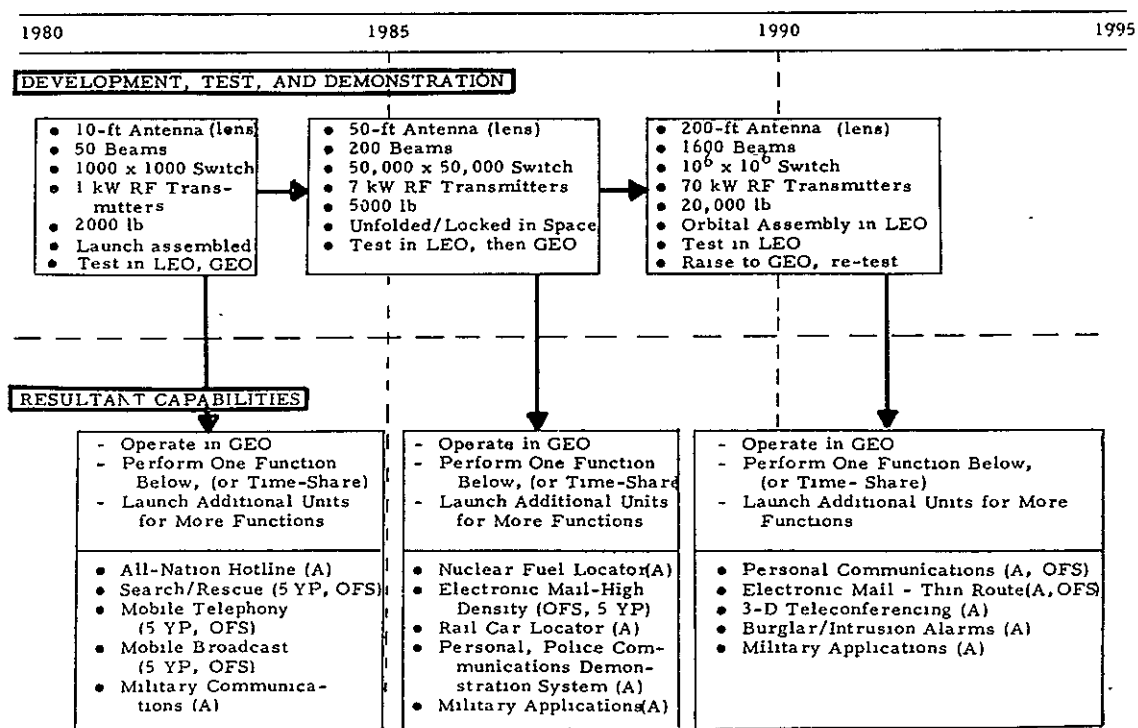 1980 1985 1990 1995
DEVELOPMENT, TEST, AND DEMONSTRATION
• 10-ft Antenna (lens)
• 50 Beams
• 1000 x 1000 Switch
• 1 kW RF Trans-
mitters
• 2000 lb
• Launch assembled
• Test in LEO, GEO
• 50-ft Antenna (lens)
• 200 Beams
• 50,000 x 50,000 Switch
• 7 kW RF Transmitters
• 5000 lb
• Unfolded/Locked in Space
• Test in LEO, then GEO
• 200-ft Antenna (lens)
• 1600 Beams
• 10⁶ x 10⁶ Switch
• 70 kW RF Transmitters
• 20,000 lb
• Orbital Assembly in LEO
• Test in LEO
• Raise to GEO, re-test
RESULTANT CAPABILITIES
- Operate in GEO
- Perform One Function
Below, (or Time-Share)
- Launch Additional Units
for More Functions
• All-Nation Hotline (A)
• Search/Rescue (5 YP, OFS)
• Mobile Telephony
(5 YP, OFS)
• Mobile Broadcast
(5 YP, OFS)
• Military Communica-
tions (A)
- Operate in GEO
- Perform One Function
Below, (or Time-Share
- Launch Additional Units
for More Functions
• Nuclear Fuel Locator(A)
• Electronic Mail-High
Density (OFS, 5 YP)
• Rail Car Locator (A)
• Personal, Police Com-
munications Demon-
stration System (A)
• Military Applications(A)
- Operate in GEO
- Perform One Function Below,
(or Time- Share)
- Launch Additional Units for More
Functions
• Personal Communications (A, OFS)
• Electronic Mail - Thin Route(A, OFS)
• 3-D Teleconferencing (A)
• Burglar/Intrusion Alarms (A)
• Military Applications (A)